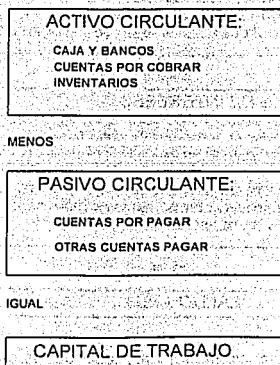 ACTIVO CIRCULANTE:
CAJA Y BANCOS
CUENTAS POR COBRAR
INVENTARIOS
MENOS
PASIVO CIRCULANTE:
CUENTAS POR PAGAR
OTRAS CUENTAS PAGAR
IGUAL
CAPITAL DE TRABAJO